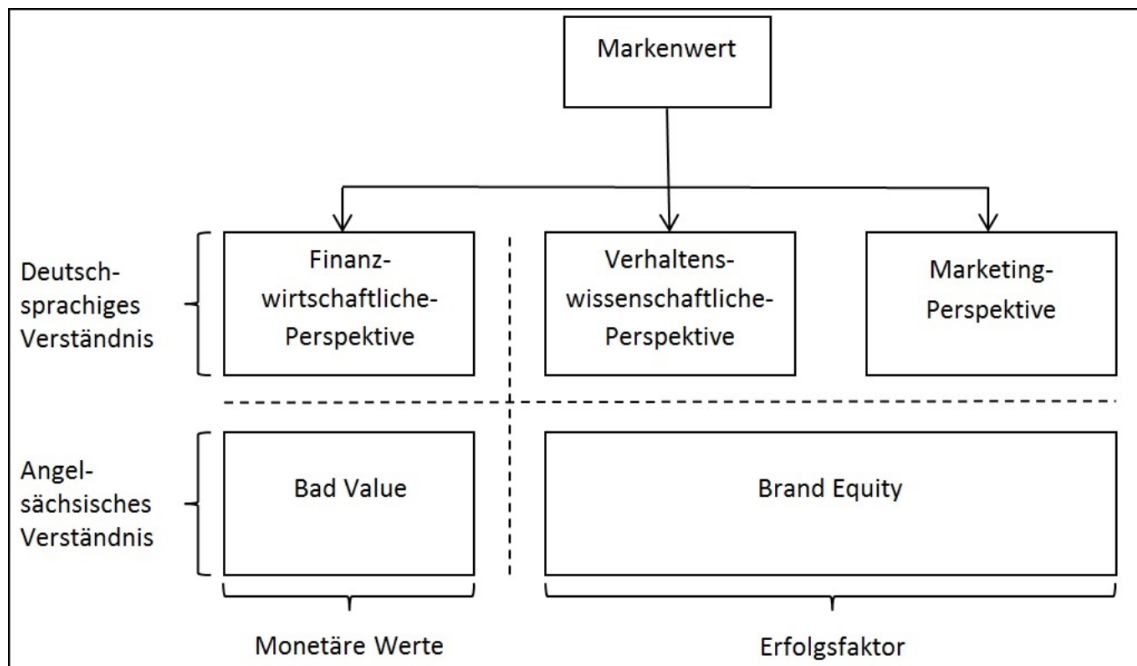 Markenwert
Deutsch-
sprachiges
Verständnis
Finanz-
wirtschaftliche-
Perspektive
Verhaltens-
wissenschaftliche-
Perspektive
Marketing-
Perspektive
Angel-
sächsisches
Verständnis
Bad Value
Brand Equity
Monetäre Werte
Erfolgsfaktor